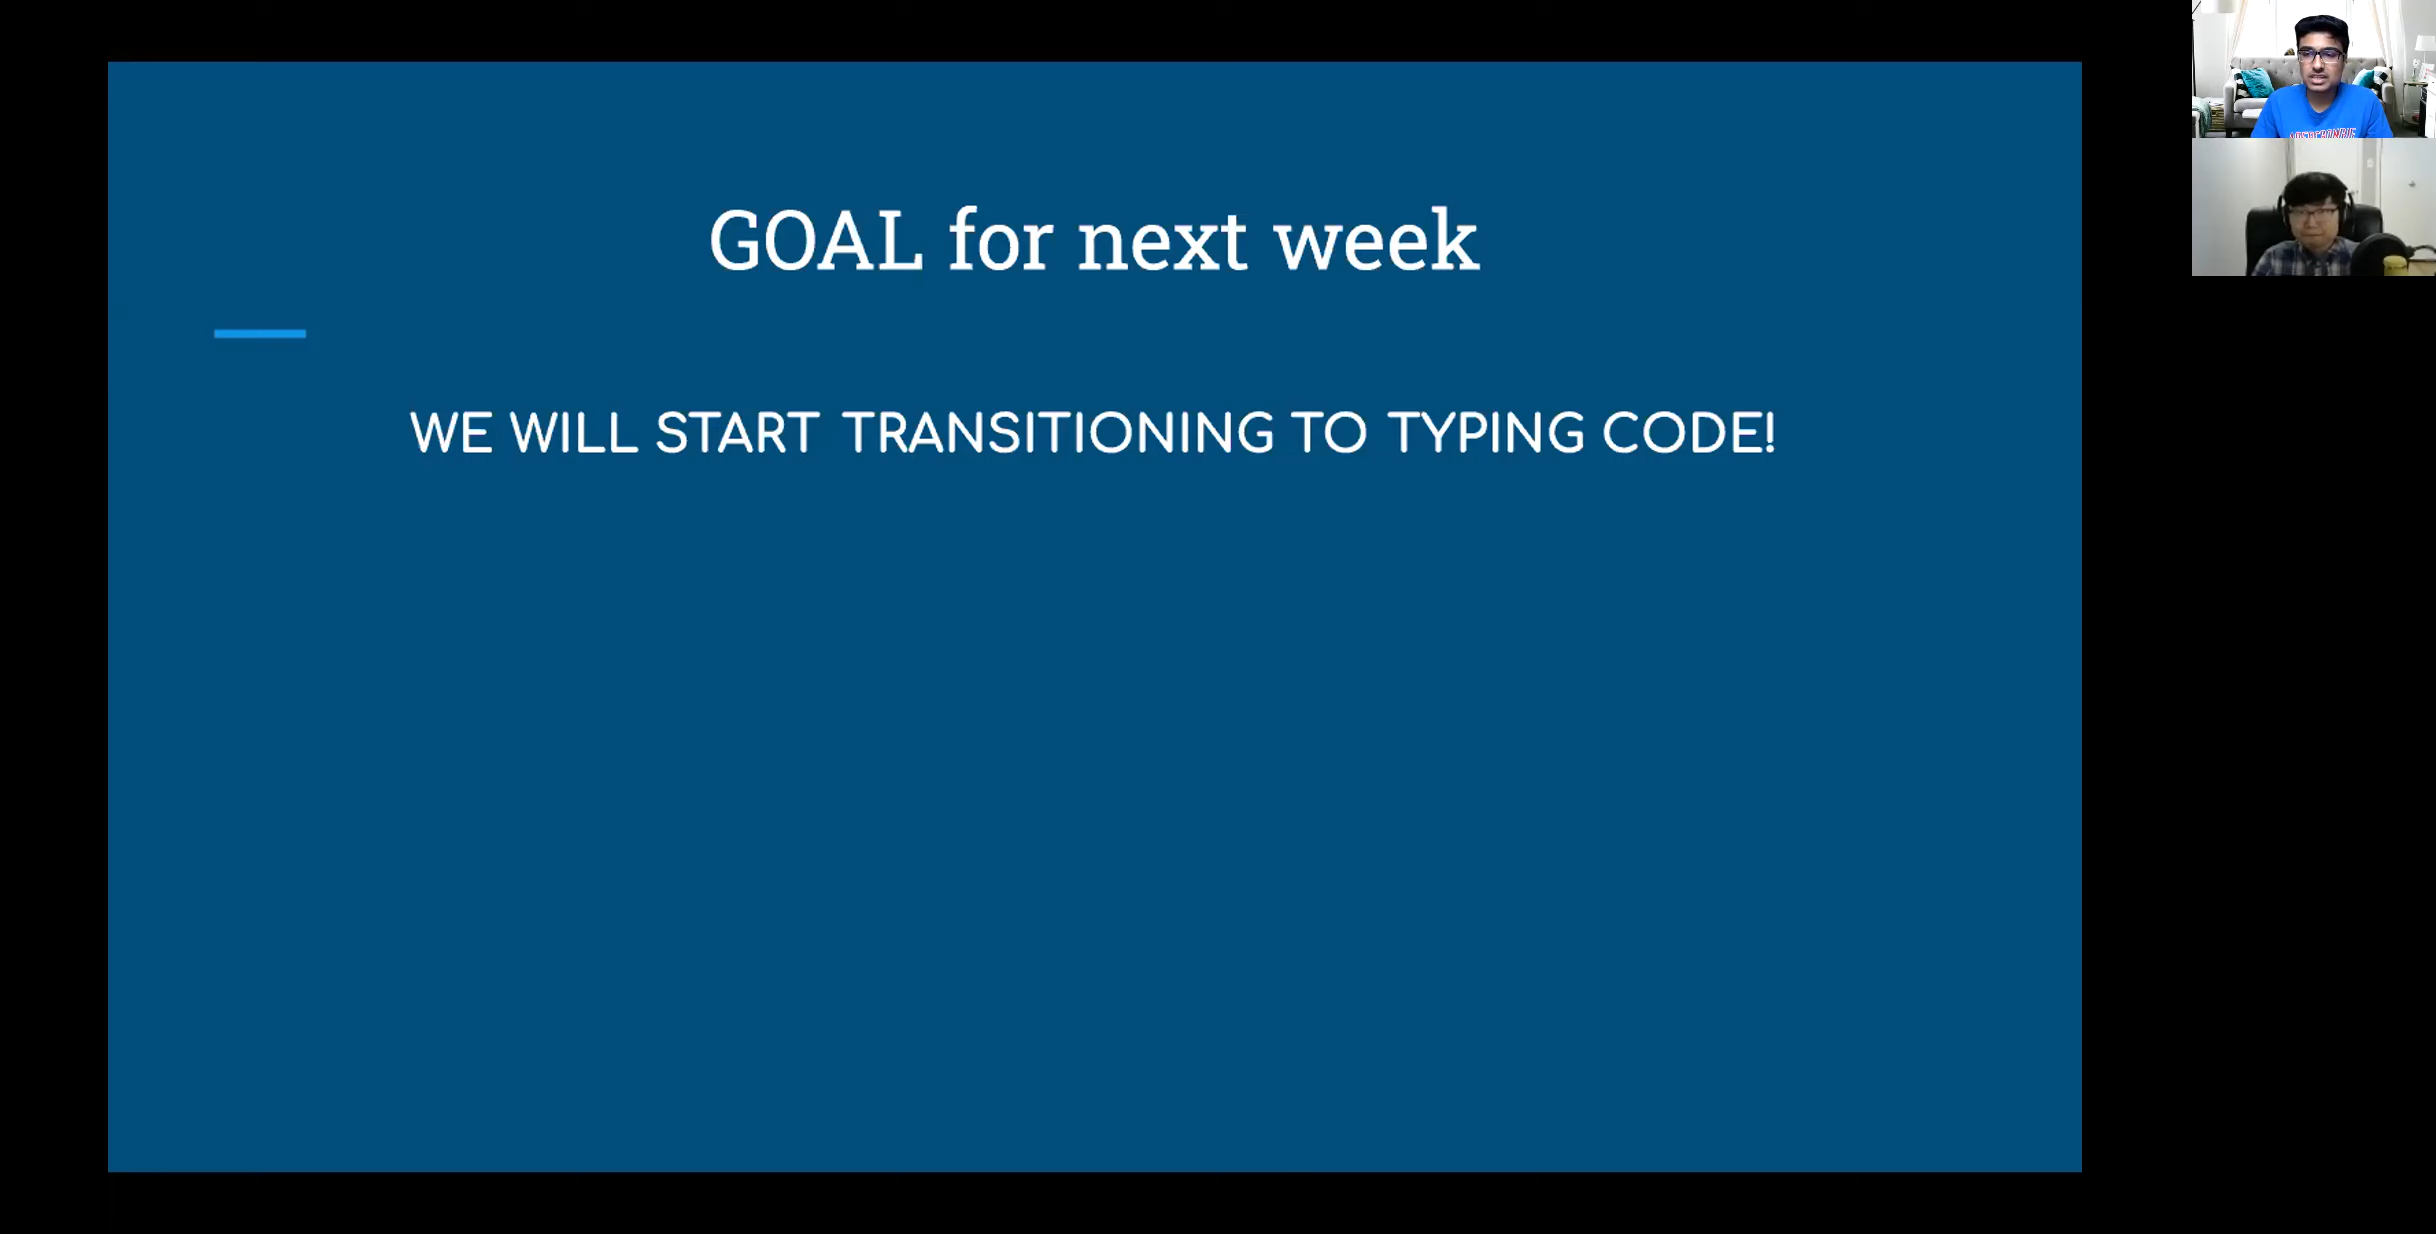 GOAL for next week
WE WILL START TRANSITIONING TO TYPING CODE!